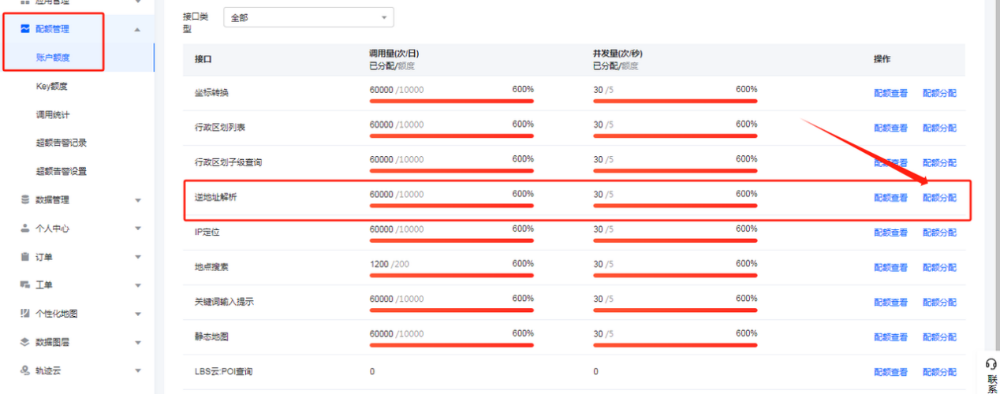 应用管理
配额管理
账户额度
Key额度
调用统计
超额告警记录
超额告警设置
数据管理
个人中心
订单
工单
个性化地图
数据图层
轨迹云
接口类
型
全部
接口 调用量(次/日) 并发量(次/秒) 操作
已分配/额度 已分配/额度
坐标转换 60000 /10000 600% 30 /5 600% 配额查看 配额分配
行政区划列表 60000 /10000 600% 30 /5 600% 配额查看 配额分配
行政区划子级查询 60000 /10000 600% 30 /5 600% 配额查看 配额分配
逆地址解析 60000 /10000 600% 30 /5 600% 配额查看 配额分配
IP定位 60000 /10000 600% 30 /5 600% 配额查看 配额分配
地点搜索 1200 /200 600% 30 /5 600% 配额查看 配额分配
关键词输入提示 60000 /10000 600% 30 /5 600% 配额查看 配额分配
静态地图 60000 /10000 600% 30 /5 600% 配额查看 配额分配
LBS云:POI查询 0 0 配额查看 配额分配
联
系